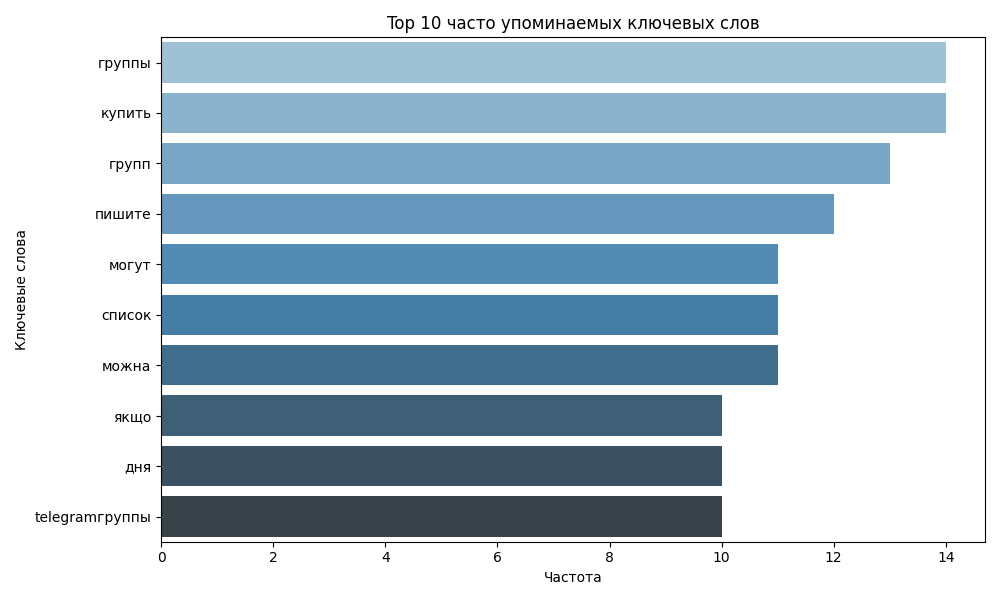 Top 10 часто упоминаемых ключевых слов
группы
купить
групп
пишите
могут
список
можна
якщо
дня
telegramгруппы
Ключевые слова
0 2 4 6 8 10 12 14
Частота